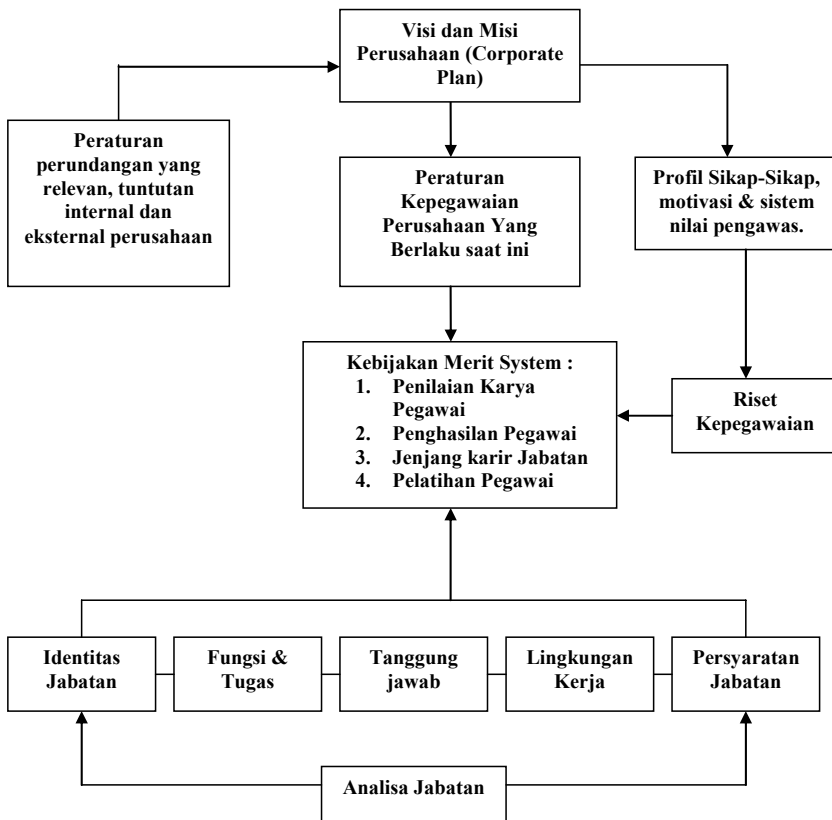 Visi dan Misi
Perusahaan (Corporate
Plan)
Peraturan
perundangan yang
relevan, tuntutan
internal dan
eksternal perusahaan
Peraturan
Kepegawaian
Perusahaan Yang
Berlaku saat ini
Profil Sikap-Sikap,
motivasi & sistem
nilai pengawas.
Kebijakan Merit System :
1. Penilaian Karya
Pegawai
2. Penghasilan Pegawai
3. Jenjang karir Jabatan
4. Pelatihan Pegawai
Riset
Kepegawaian
Identitas
Jabatan
Fungsi &
Tugas
Tanggung
jawab
Lingkungan
Kerja
Persyaratan
Jabatan
Analisa Jabatan